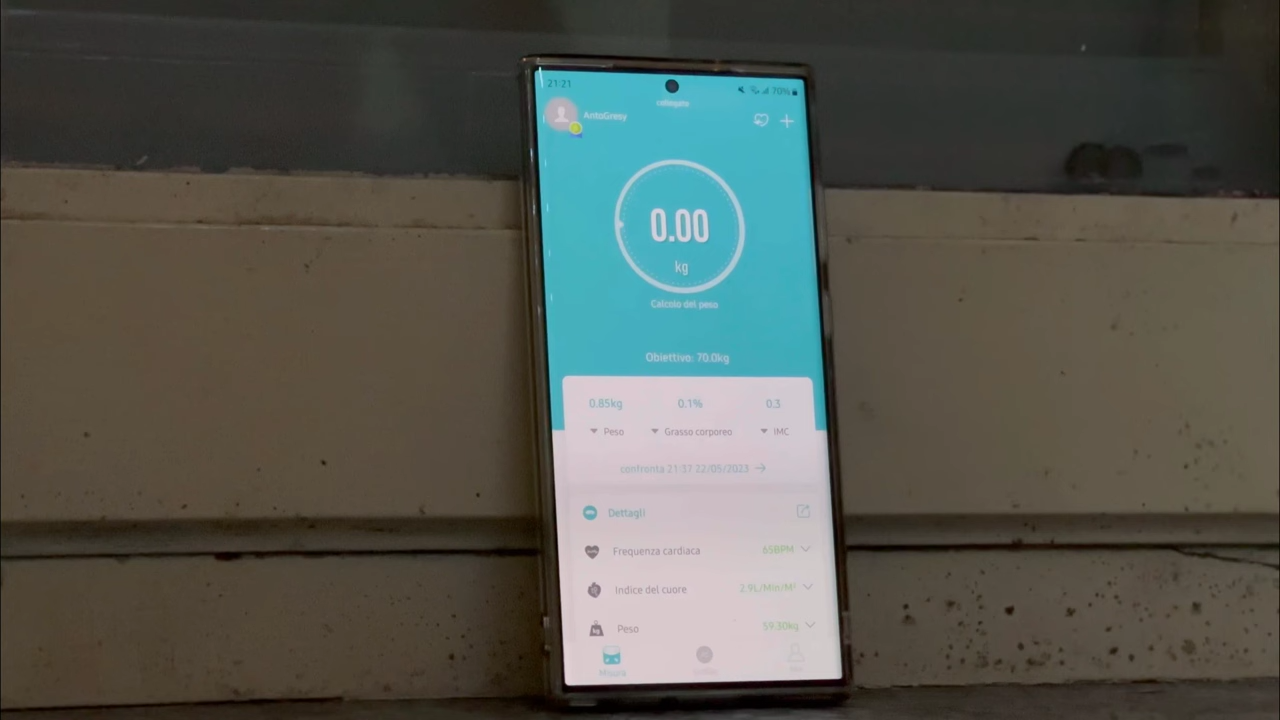 21:21
70%
AntoGresy
0.00
kg
Calcolo del peso
Obiettivo: 70.0kg
0.85kg 0.1% 0.3
Peso Grasso corporeo IMC
confronta 21:37 22/05/2023
Dettagli
Frequenza cardiaca 65BPM
Indice del cuore 2.9L/Min/M²
kg Peso 59.30kg
Misura